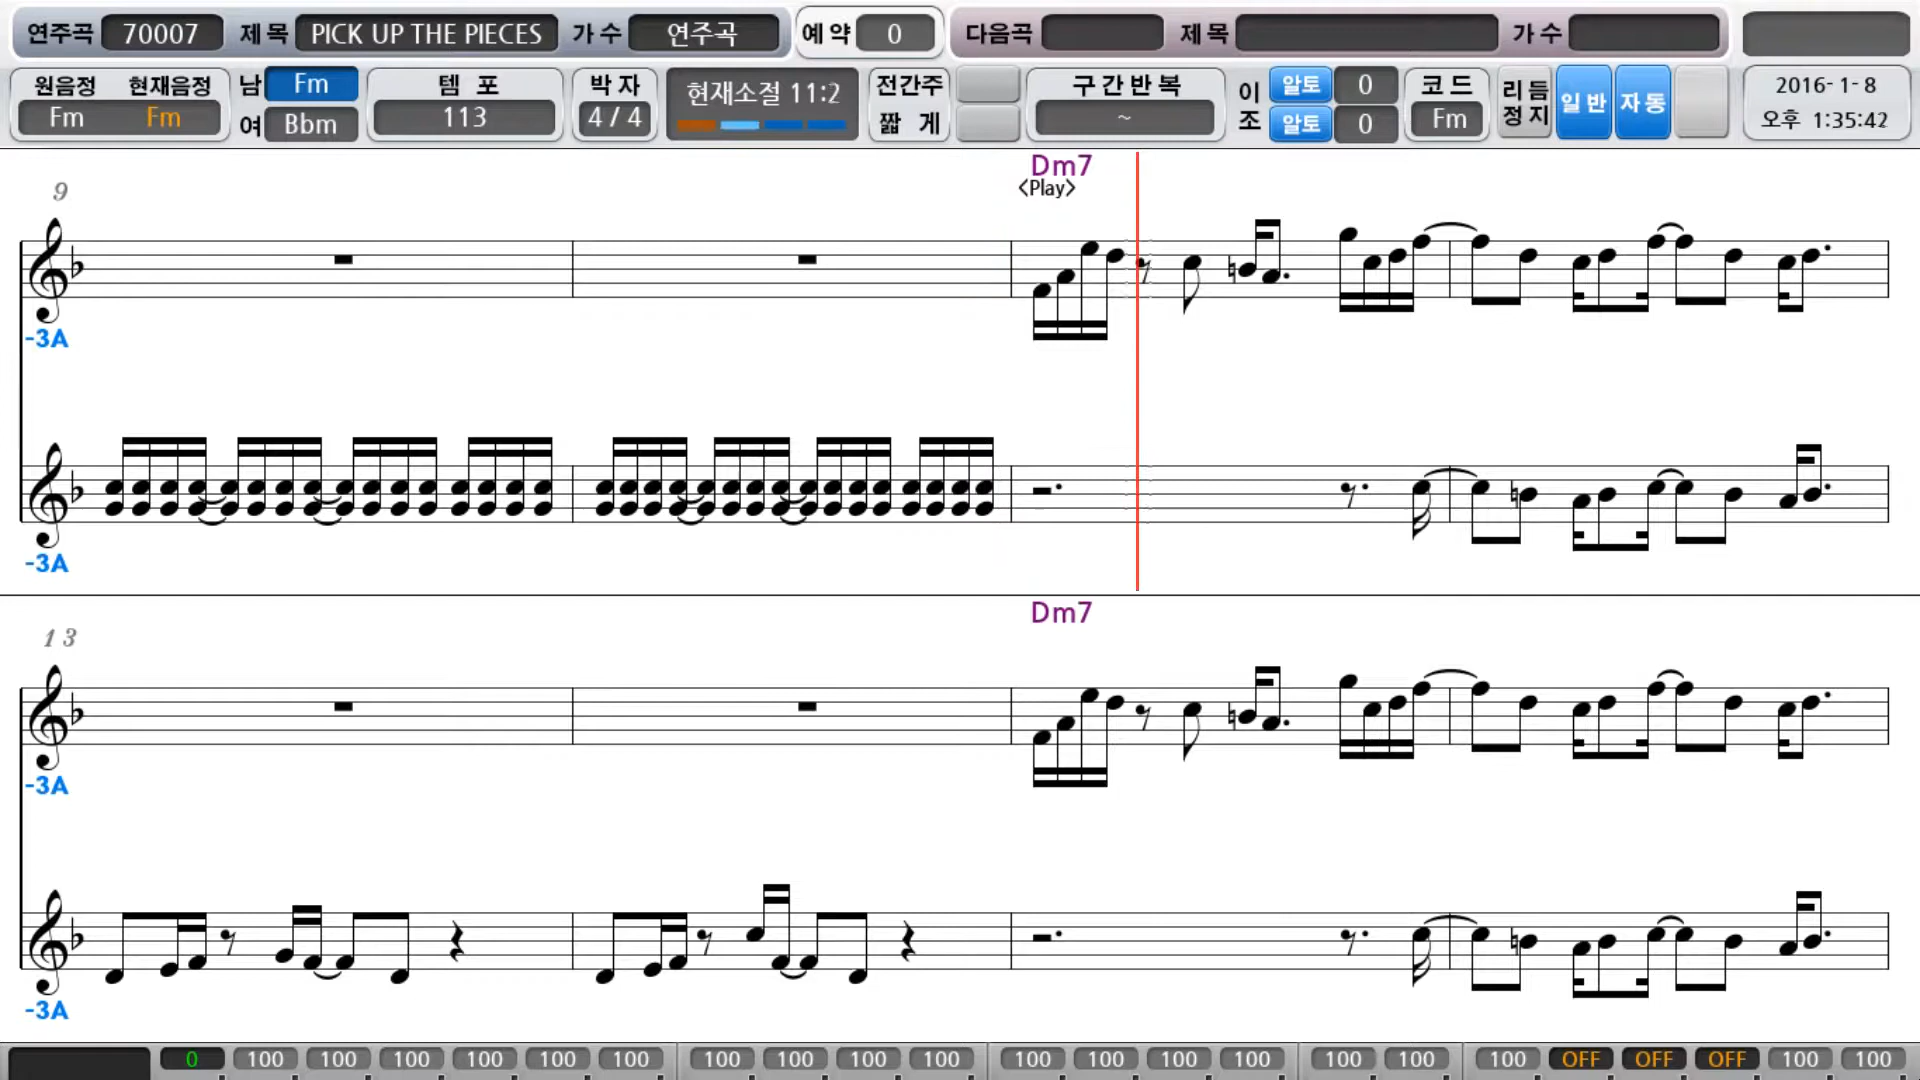 연주곡 70007 제목 PICK UP THE PIECES 가수 연주곡 예약 0 다음곡 제목 가수
원음정 현재음정 남 Fm 템포 박자 현재소절 11:2 전간주 구간반복 이조 알토 0 코드 리듬정지 일반 자동 2016- 1- 8
Fm Fm 여 Bbm 113 4 / 4 짧게 ~ 알토 0 Fm 오후 1:35:42
Dm7
<Play>
9
-3A
-3A
Dm7
13
-3A
-3A
0 100 100 100 100 100 100 100 100 100 100 100 100 100 100 100 100 100 OFF OFF OFF 100 100